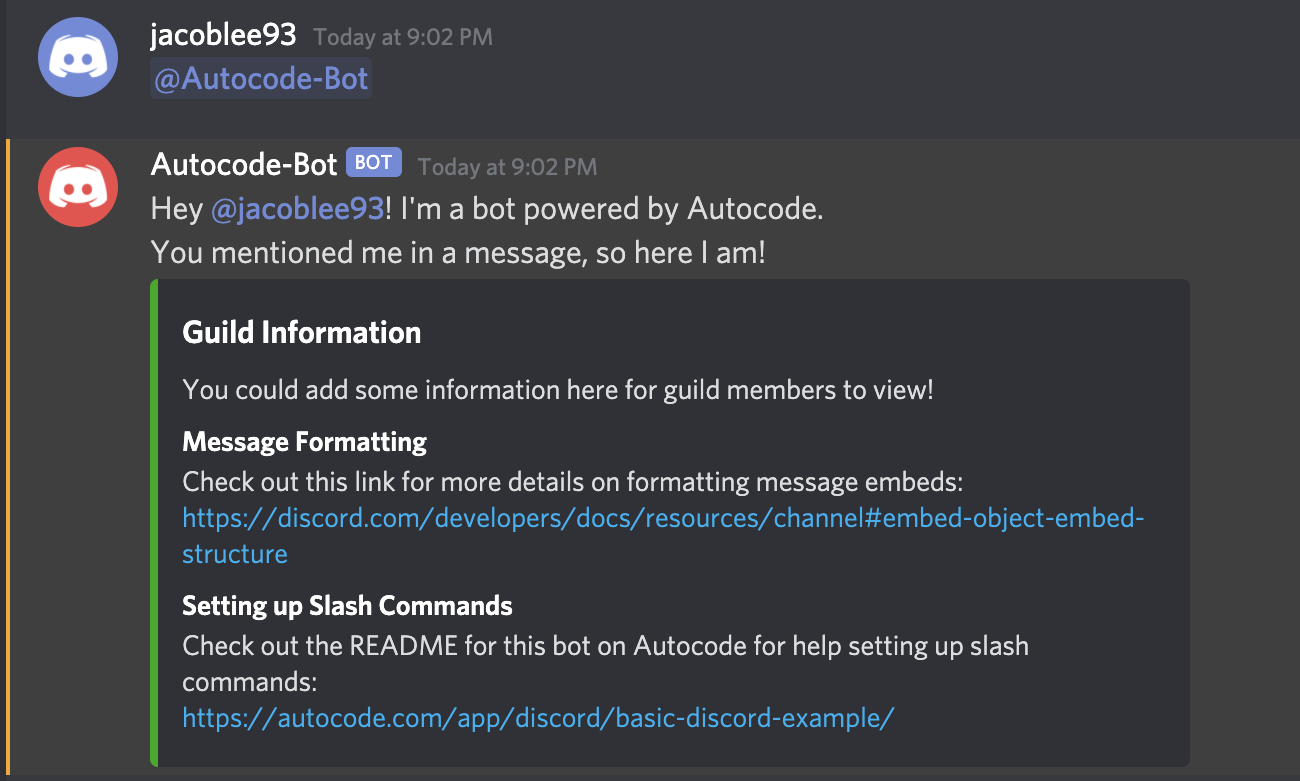 jacoblee93 Today at 9:02 PM
@Autocode-Bot
Autocode-Bot BOT Today at 9:02 PM
Hey @jacoblee93! I'm a bot powered by Autocode.
You mentioned me in a message, so here I am!
Guild Information
You could add some information here for guild members to view!
Message Formatting
Check out this link for more details on formatting message embeds:
https://discord.com/developers/docs/resources/channel#embed-object-embed-
structure
Setting up Slash Commands
Check out the README for this bot on Autocode for help setting up slash
commands:
https://autocode.com/app/discord/basic-discord-example/